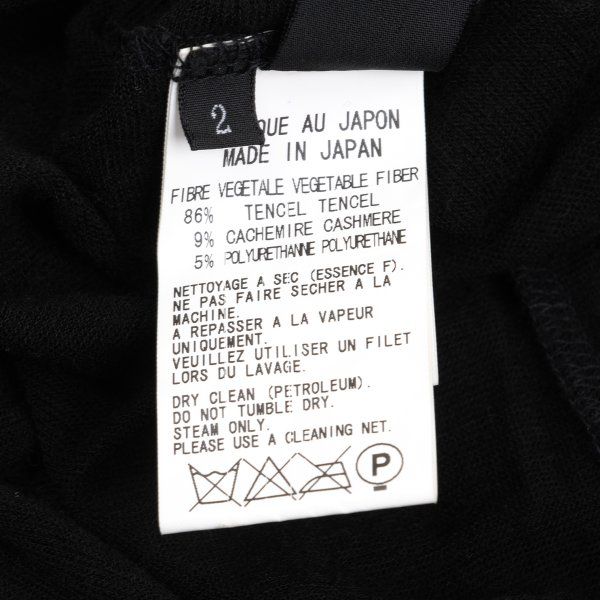 2
QUE AU JAPON
MADE IN JAPAN
FIBRE VEGETALE VEGETABLE FIBER
86% TENCEL TENCEL
9% CACHEMIRE CASHMERE
5% POLYURETHANNE POLYURETHANE
NETTOYAGE A SEC (ESSENCE F).
NE PAS FAIRE SECHER A LA
MACHINE.
A REPASSER A LA VAPEUR
UNIQUEMENT.
VEUILLEZ UTILISER UN FILET
LORS DU LAVAGE.
DRY CLEAN (PETROLEUM).
DO NOT TUMBLE DRY.
STEAM ONLY.
PLEASE USE A CLEANING NET.
P